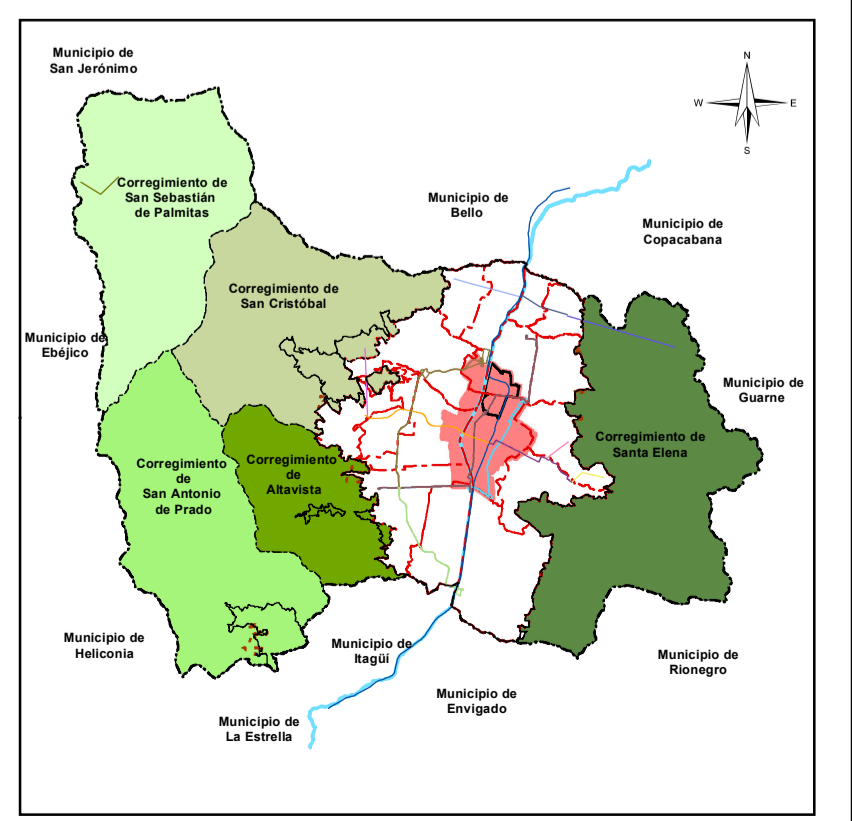 Municipio de
San Jerónimo
N
W
E
S
Corregimiento de
San Sebastián
de Palmitas
Municipio de
Bello
Municipio de
Copacabana
Corregimiento de
San Cristóbal
Municipio de
Ebéjico
Municipio de
Guarne
Corregimiento de
Santa Elena
Corregimiento
de
San Antonio
de Prado
Corregimiento
de
Altavista
Municipio de
Heliconia
Municipio de
Itagüí
Municipio de
Rionegro
Municipio de
Envigado
Municipio de
La Estrella